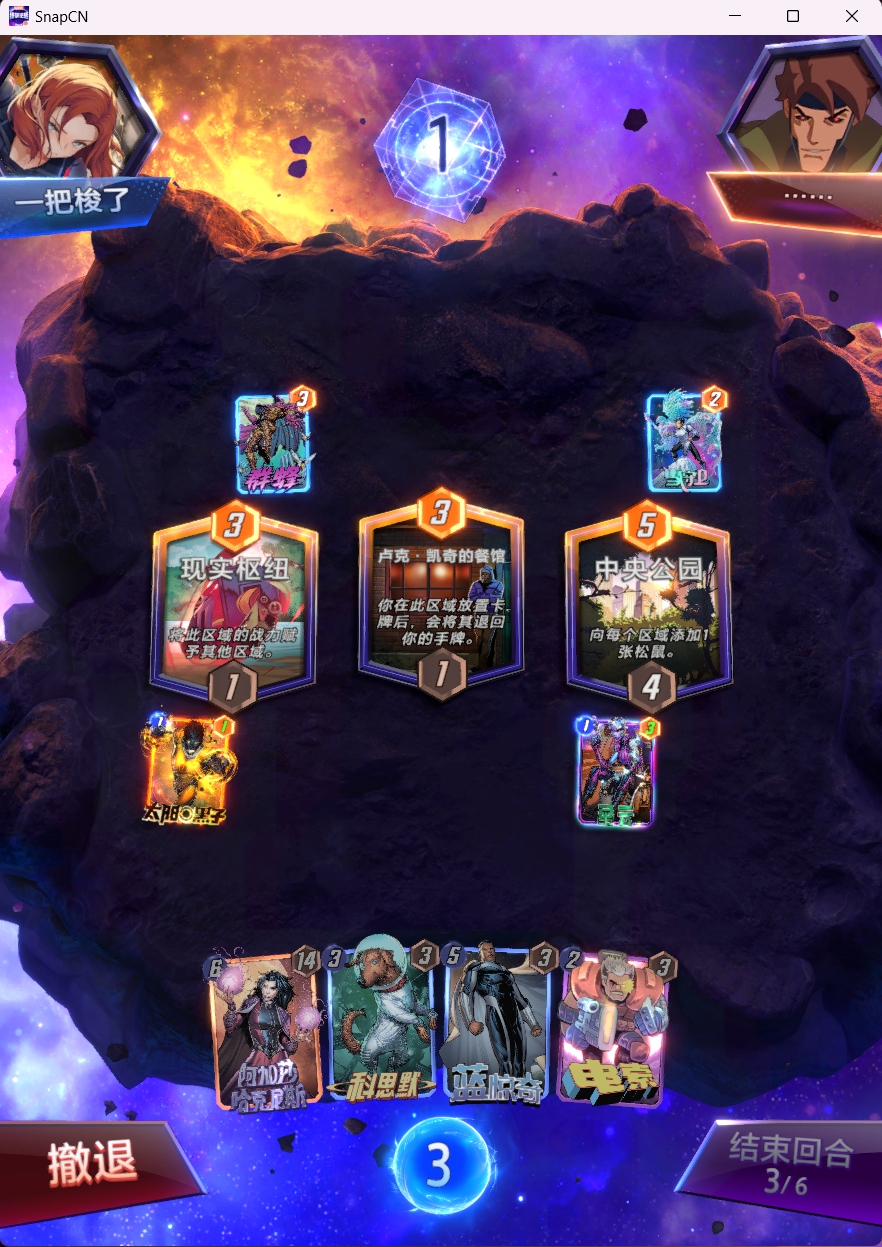 SnapCN
1
一把梭了
......
3
2
群蜂
3
3
5
现实枢纽
卢克·凯奇的餐馆
中央公园
将此区域的战力赋
予其他区域。
你在此区域放置卡
牌后，会将其退回
你的手牌。
向每个区域添加1
张松鼠。
1
1
4
1
1
1
3
太阳黑子
6
14
3
3
5
3
2
3
阿加莎
哈克尼斯
科思默
蓝惊奇
电索
撤退
3
结束回合
3/6